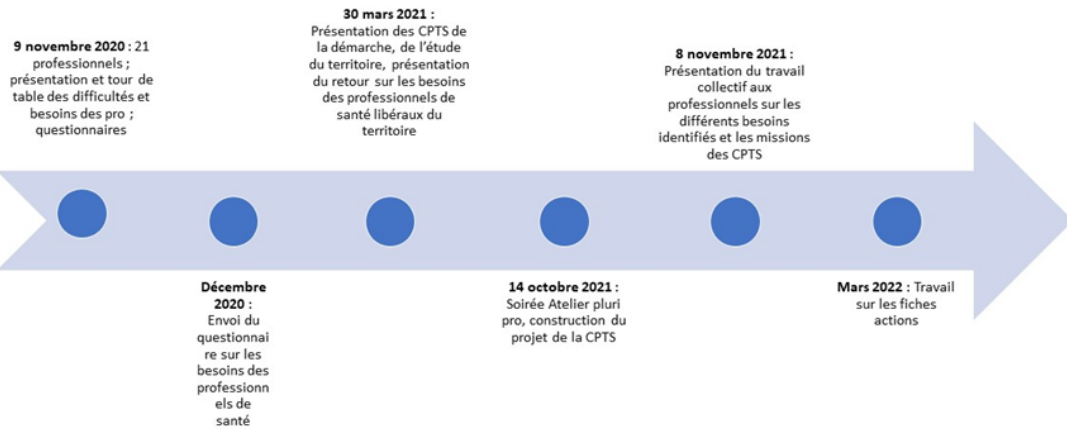 9 novembre 2020 : 21
professionnels ;
présentation et tour de
table des difficultés et
besoins des pro ;
questionnaires
Décembre
2020 :
Envoi du
questionnai
re sur les
besoins des
professionn
els de
santé
30 mars 2021 :
Présentation des CPTS de
la démarche, de l'étude
du territoire, présentation
du retour sur les besoins
des professionnels de
santé libéraux du
territoire
14 octobre 2021 :
Soirée Atelier pluri
pro, construction du
projet de la CPTS
8 novembre 2021 :
Présentation du travail
collectif aux
professionnels sur les
différents besoins
identifiés et les missions
des CPTS
Mars 2022 : Travail
sur les fiches
actions